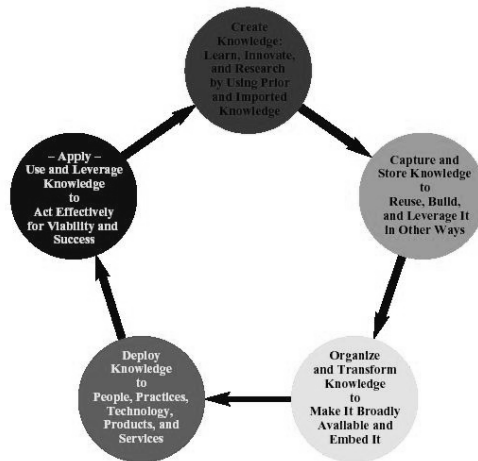 Create
Knowledge:
Learn, Innovate,
and Research
by Using Prior
and Imported
Knowledge
Capture and
Store Knowledge
to
Reuse, Build,
and Leverage It
in Other Ways
Organize
and Transform
Knowledge
to
Make It Broadly
Available and
Embed It
Deploy
Knowledge
to
People, Practices,
Technology,
Products, and
Services
– Apply –
Use and Leverage
Knowledge
to
Act Effectively
for Viability and
Success